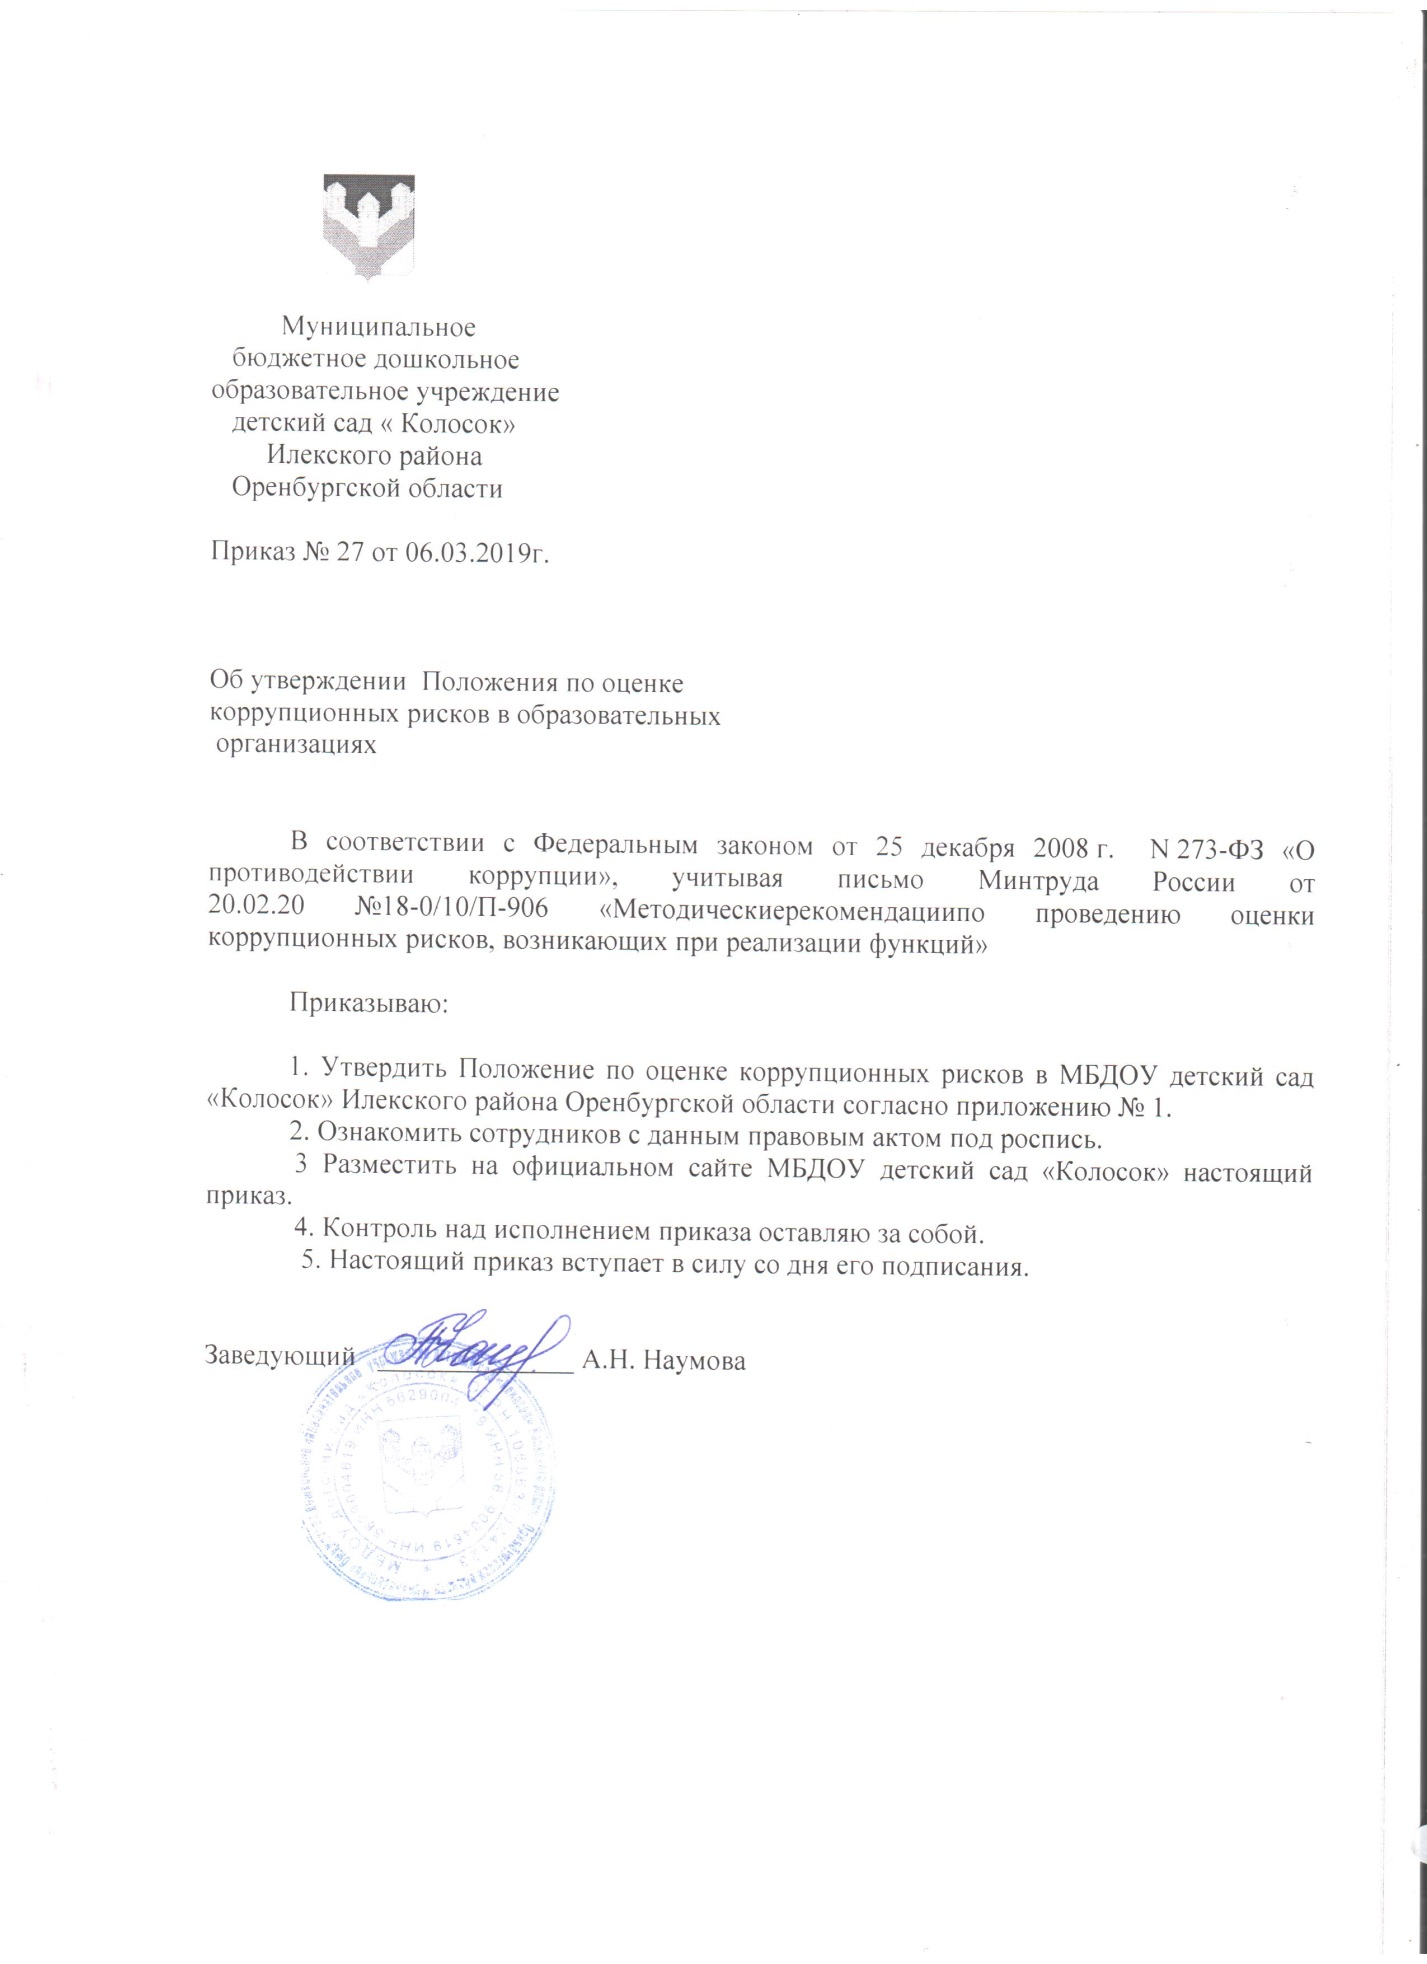 Муниципальное
бюджетное дошкольное
образовательное учреждение
детский сад « Колосок»
Илекского района
Оренбургской области
Приказ № 27 от 06.03.2019г.
Об утверждении Положения по оценке
коррупционных рисков в образовательных
организациях
В соответствии с Федеральным законом от 25 декабря 2008 г. N 273-ФЗ «О
противодействии коррупции», учитывая письмо Минтруда России от
20.02.20 №18-0/10/П-906 «Методическиерекомендациипо проведению оценки
коррупционных рисков, возникающих при реализации функций»
Приказываю:
1. Утвердить Положение по оценке коррупционных рисков в МБДОУ детский сад
«Колосок» Илекского района Оренбургской области согласно приложению № 1.
2. Ознакомить сотрудников с данным правовым актом под роспись.
3 Разместить на официальном сайте МБДОУ детский сад «Колосок» настоящий
приказ.
4. Контроль над исполнением приказа оставляю за собой.
5. Настоящий приказ вступает в силу со дня его подписания.
Заведующий ______________ А.Н. Наумова